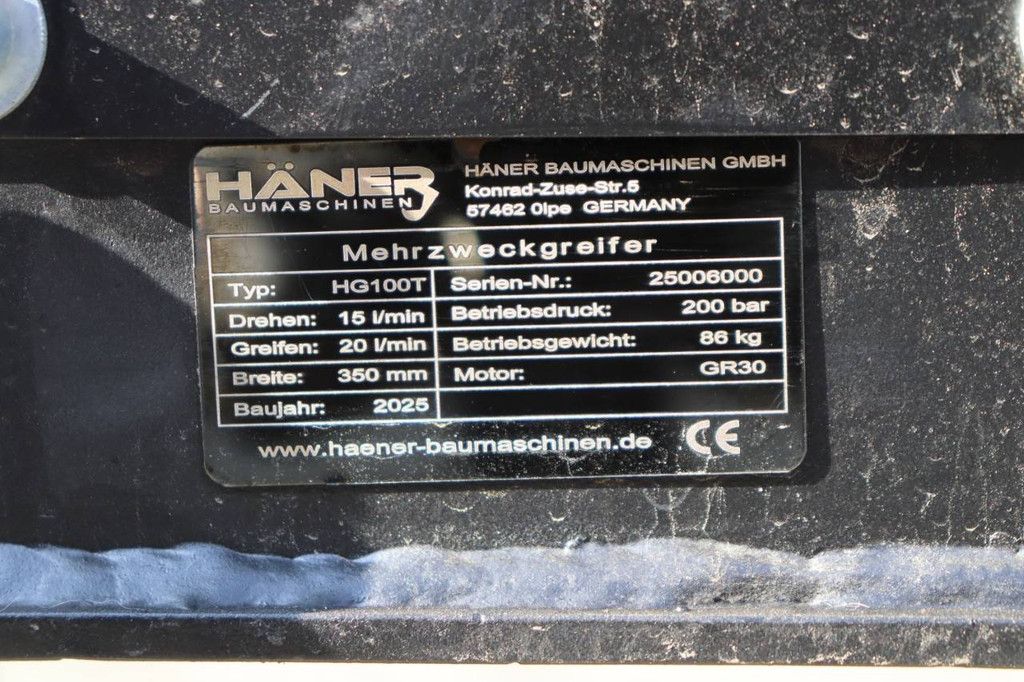 HÄNER
BAUMASCHINEN
HÄNER BAUMASCHINEN GMBH
Konrad-Zuse-Str.5
57462 Olpe GERMANY
Mehrzweckgreifer
Typ: HG100T
Serien-Nr.: 25006000
Drehen: 15 l/min
Betriebsdruck: 200 bar
Greifen: 20 l/min
Betriebsgewicht: 86 kg
Breite: 350 mm
Motor: GR30
Baujahr: 2025
www.haener-baumaschinen.de CE